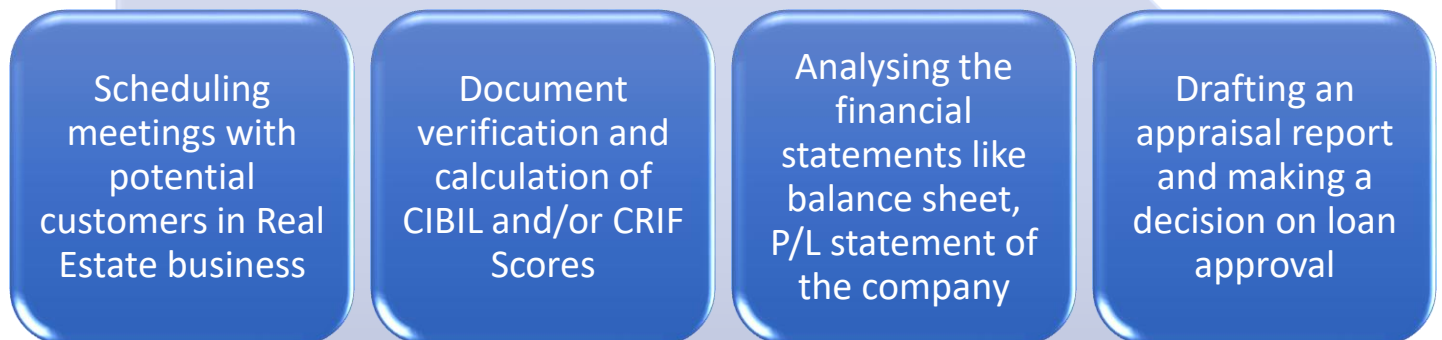 Scheduling
meetings with
potential
customers in Real
Estate business
Document
verification and
calculation of
CIBIL and/or CRIF
Scores
Analysing the
financial
statements like
balance sheet,
P/L statement of
the company
Drafting an
appraisal report
and making a
decision on loan
approval